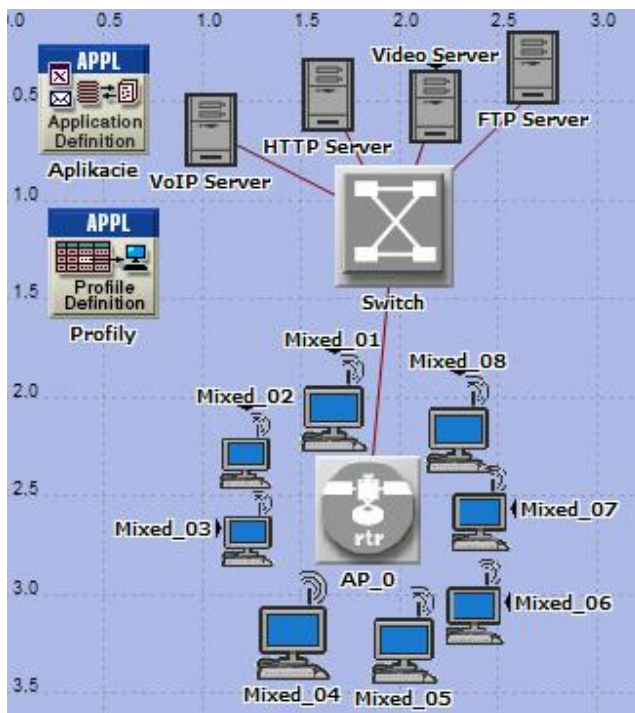 0.0 0.5 1.0 1.5 2.0 2.5 3.0
APPL
Application
Definition
Aplikacie
VoIP Server
HTTP Server
Video Server
FTP Server
0.5
1.0
APPL
Profiile
Definition
Profily
Switch
1.5
Mixed_01
Mixed_08
2.0
Mixed_02
2.5
Mixed_03
Mixed_07
rtr
AP_0
3.0
Mixed_06
Mixed_04
Mixed_05
3.5